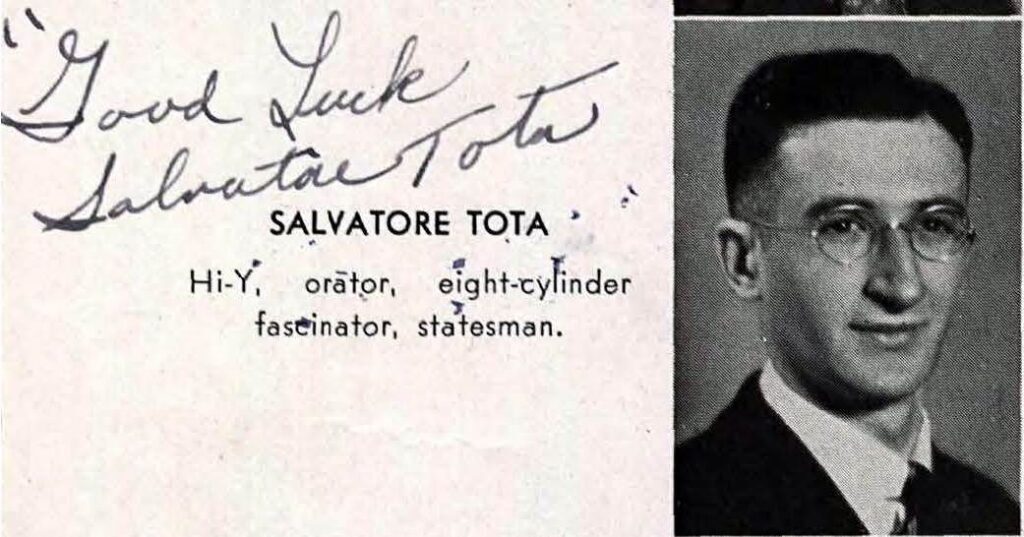 "Good Luck
Salvatore Tota
SALVATORE TOTA
Hi-Y, orator, eight-cylinder
fascinator, statesman.